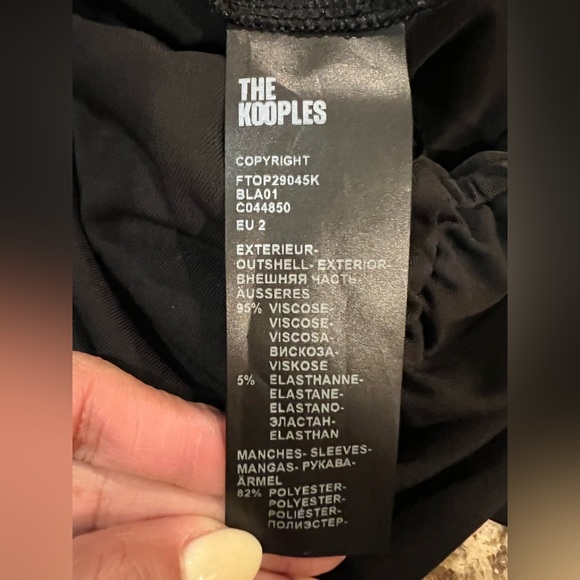 THE
KOOPLES
COPYRIGHT
FTOP29045K
BLA01
C044850
EU 2
EXTERIEUR-
OUTSHELL- EXTERIOR-
ВНЕШНЯЯ ЧАСТЬ-
ÄUSSERES
95% VISCOSE-
VISCOSE-
VISCOSA-
ВИСКОЗА-
VISKOSE
5% ELASTHANNE-
ELASTANE-
ELASTANO-
ЭЛАСТАН-
ELASTHAN
MANCHES- SLEEVES-
MANGAS- РУКАВА-
ÄRMEL
82% POLYESTER-
POLYESTER-
POLIÉSTER-
ПОЛИЭСТЕР-